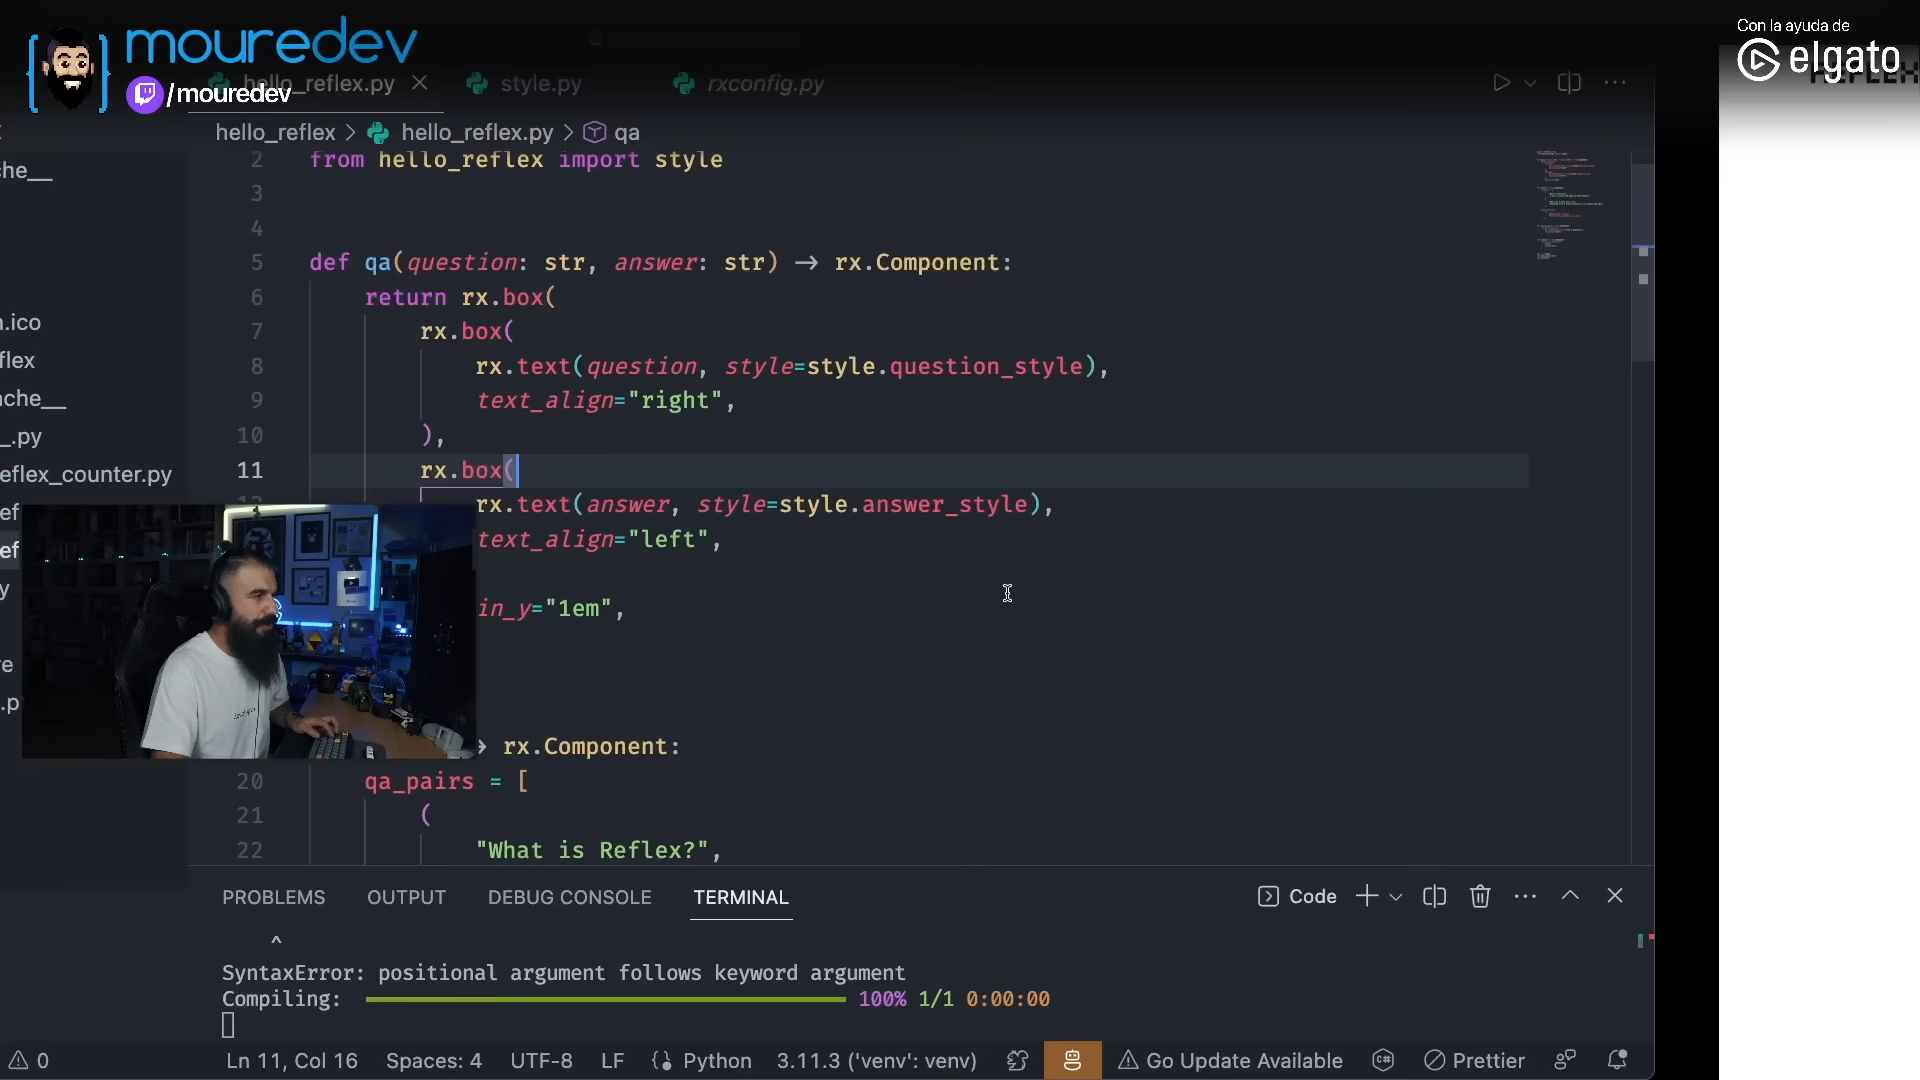 mouredev
/mouredev
Con la ayuda de
elgato
hello_reflex.py
style.py
rxconfig.py
hello_reflex > hello_reflex.py > qa
che__
n.ico
flex
ache__
_.py
eflex_counter.py
ef
ef
y
e
.p
2 from hello_reflex import style
3
4
5 def qa(question: str, answer: str) -> rx.Component:
6 return rx.box(
7 rx.box(
8 rx.text(question, style=style.question_style),
9 text_align="right",
10 ),
11 rx.box(
rx.text(answer, style=style.answer_style),
text_align="left",
in_y="1em",
> rx.Component:
20 qa_pairs = [
21 (
22 "What is Reflex?",
PROBLEMS OUTPUT DEBUG CONSOLE TERMINAL
Code
^
SyntaxError: positional argument follows keyword argument
Compiling: 100% 1/1 0:00:00
0 Ln 11, Col 16 Spaces: 4 UTF-8 LF Python 3.11.3 ('venv': venv) Go Update Available Prettier